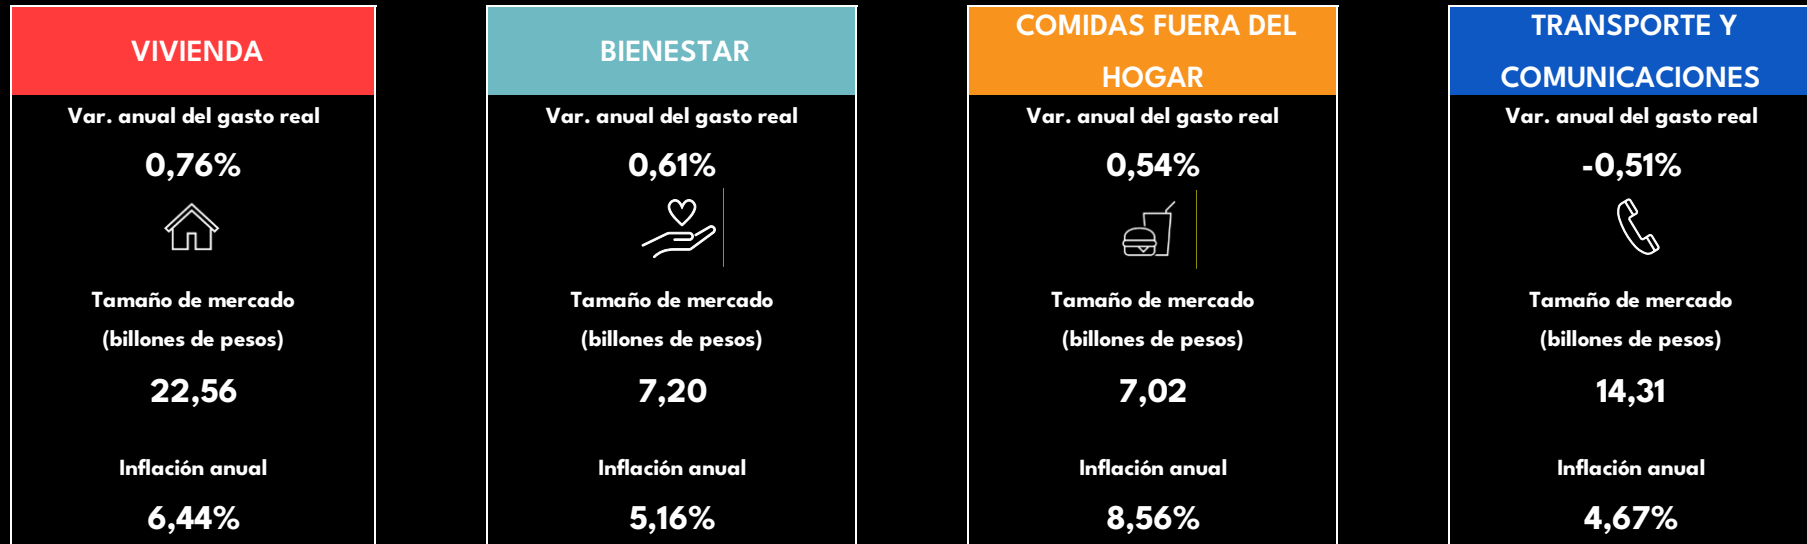 VIVIENDA
Var. anual del gasto real
0,76%
Tamaño de mercado
(billones de pesos)
22,56
Inflación anual
6,44%
BIENESTAR
Var. anual del gasto real
0,61%
Tamaño de mercado
(billones de pesos)
7,20
Inflación anual
5,16%
COMIDAS FUERA DEL
HOGAR
Var. anual del gasto real
0,54%
Tamaño de mercado
(billones de pesos)
7,02
Inflación anual
8,56%
TRANSPORTE Y
COMUNICACIONES
Var. anual del gasto real
-0,51%
Tamaño de mercado
(billones de pesos)
14,31
Inflación anual
4,67%